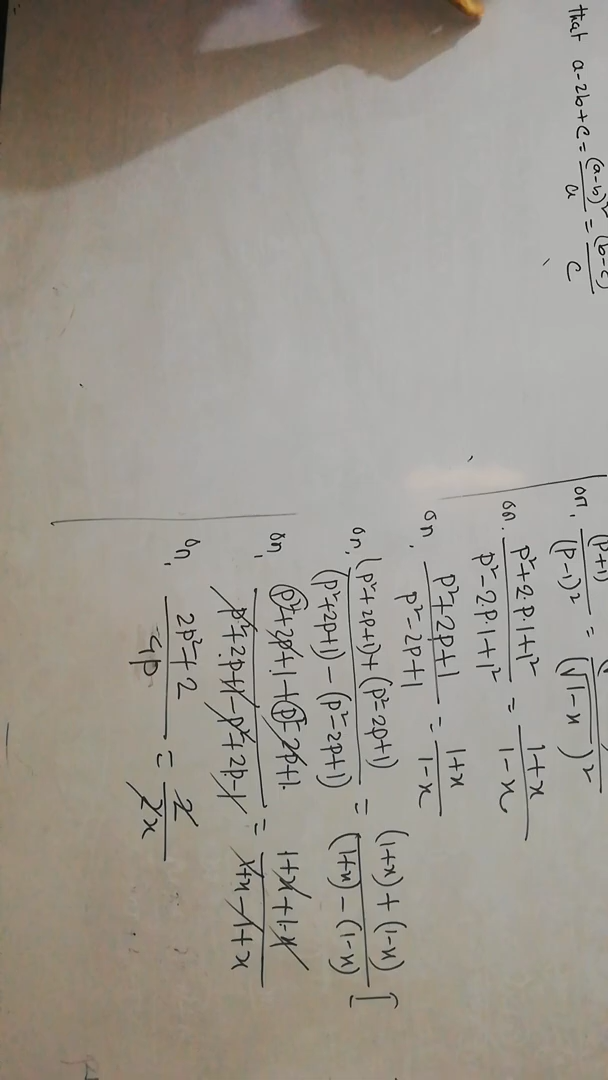 that a-2b+c = (a-b)²/a = (b-c)/c
or, (p+1)/(p-1)² = /(√1-x)²
or, (p²+2.p.1+1²)/(p²-2.p.1+1²) = (1+x)/(1-x)
or, (p²+2p+1)/(p²-2p+1) = (1+x)/(1-x)
or, ((p²+2p+1)+(p²-2p+1))/((p²+2p+1)-(p²-2p+1)) = ((1+x)+(1-x))/((1+x)-(1-x)) [
or, (p²+2p+1+p²-2p+1)/(p²+2p+1-p²+2p-1) = (1+x+1-x)/(1+x-1+x)
or, (2p²+2)/4p = 2/2x